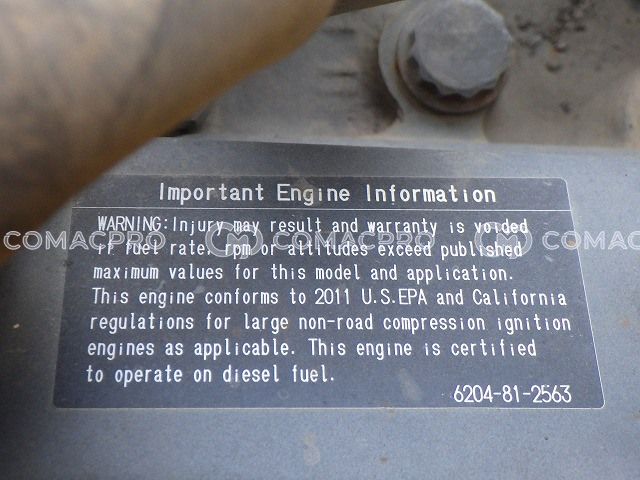 Important Engine Information
WARNING: Injury may result and warranty is voided
if fuel rate, rpm or altitudes exceed published
maximum values for this model and application.
This engine conforms to 2011 U.S.EPA and California
regulations for large non-road compression ignition
engines as applicable. This engine is certified
to operate on diesel fuel.
6204-81-2563
COMACPRO COMACPRO COMACPRO